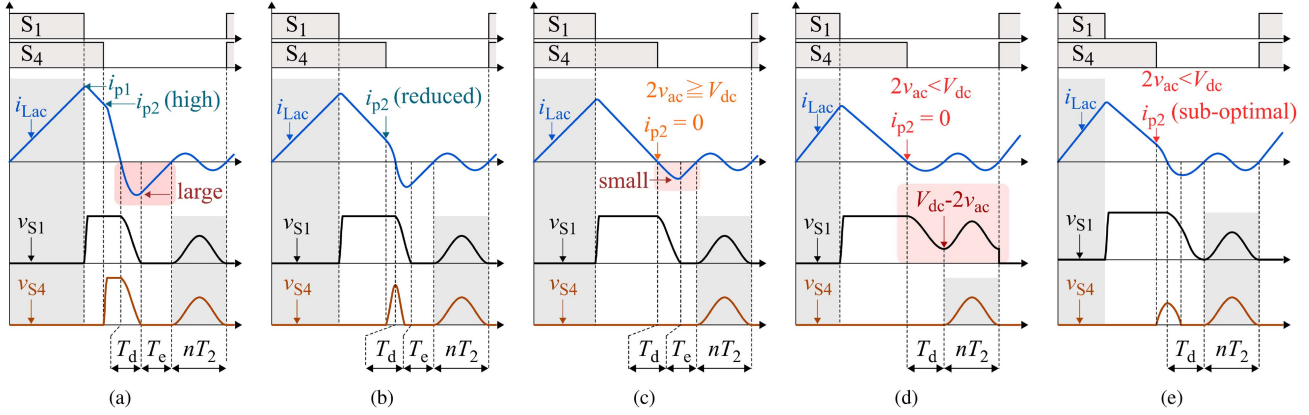 S1
S4
iLac
ip1
ip2 (high)
large
vS1
vS4
Td
Te
nT2
(a)
S1
S4
iLac
ip2 (reduced)
vS1
vS4
Td
Te
nT2
(b)
S1
S4
iLac
2vac≧Vdc
ip2 = 0
small
vS1
vS4
Td
Te
nT2
(c)
S1
S4
iLac
2vac<Vdc
ip2 = 0
Vdc-2vac
vS1
vS4
Td
nT2
(d)
S1
S4
iLac
2vac<Vdc
ip2 (sub-optimal)
vS1
vS4
Td
nT2
(e)